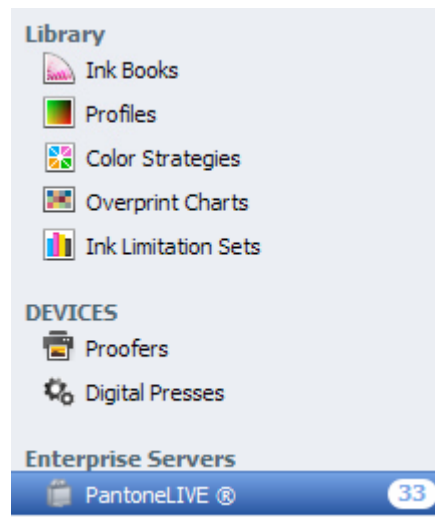 Library
Ink Books
Profiles
Color Strategies
Overprint Charts
Ink Limitation Sets
DEVICES
Proofers
Digital Presses
Enterprise Servers
PantoneLIVE ® 33